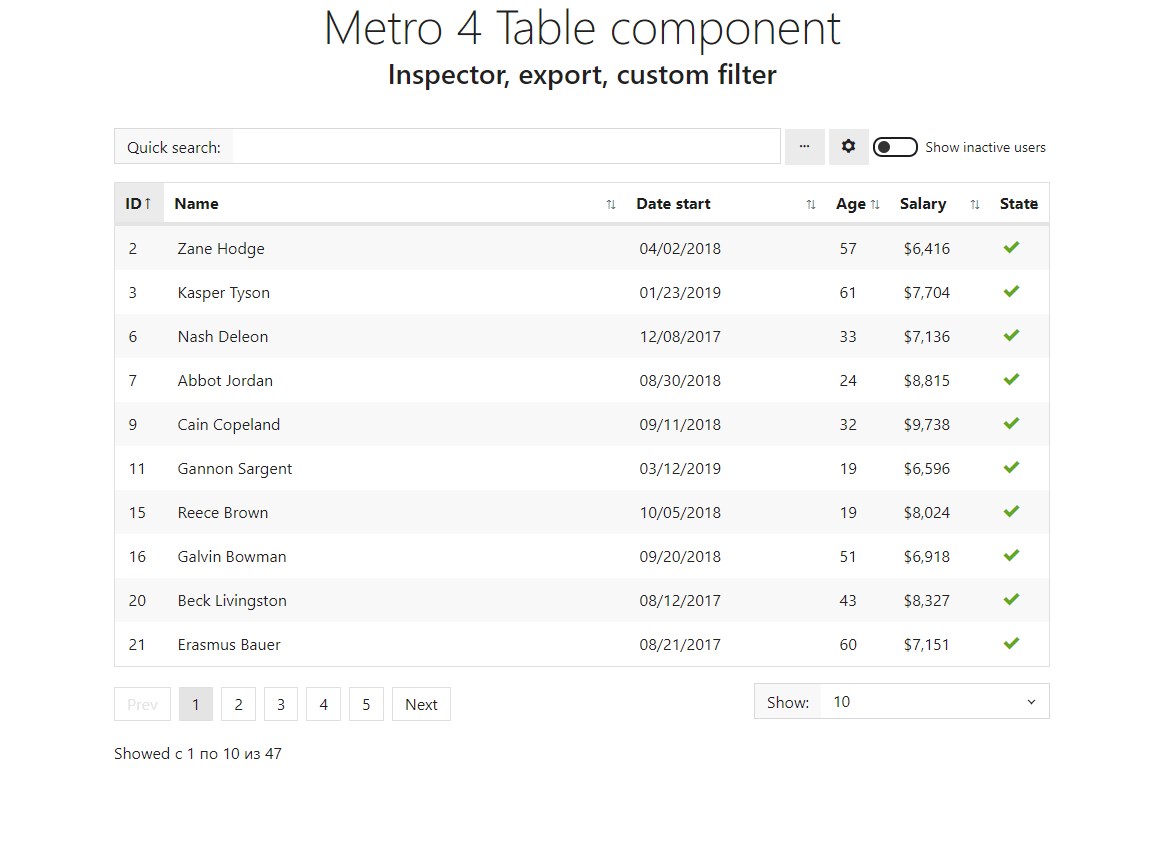 Metro 4 Table component
Inspector, export, custom filter
Quick search: ... Show inactive users
ID↑ Name ↑↓ Date start ↑↓ Age ↑↓ Salary ↑↓ State
2 Zane Hodge 04/02/2018 57 $6,416 ✔
3 Kasper Tyson 01/23/2019 61 $7,704 ✔
6 Nash Deleon 12/08/2017 33 $7,136 ✔
7 Abbot Jordan 08/30/2018 24 $8,815 ✔
9 Cain Copeland 09/11/2018 32 $9,738 ✔
11 Gannon Sargent 03/12/2019 19 $6,596 ✔
15 Reece Brown 10/05/2018 19 $8,024 ✔
16 Galvin Bowman 09/20/2018 51 $6,918 ✔
20 Beck Livingston 08/12/2017 43 $8,327 ✔
21 Erasmus Bauer 08/21/2017 60 $7,151 ✔
Prev 1 2 3 4 5 Next Show: 10
Showed с 1 по 10 из 47